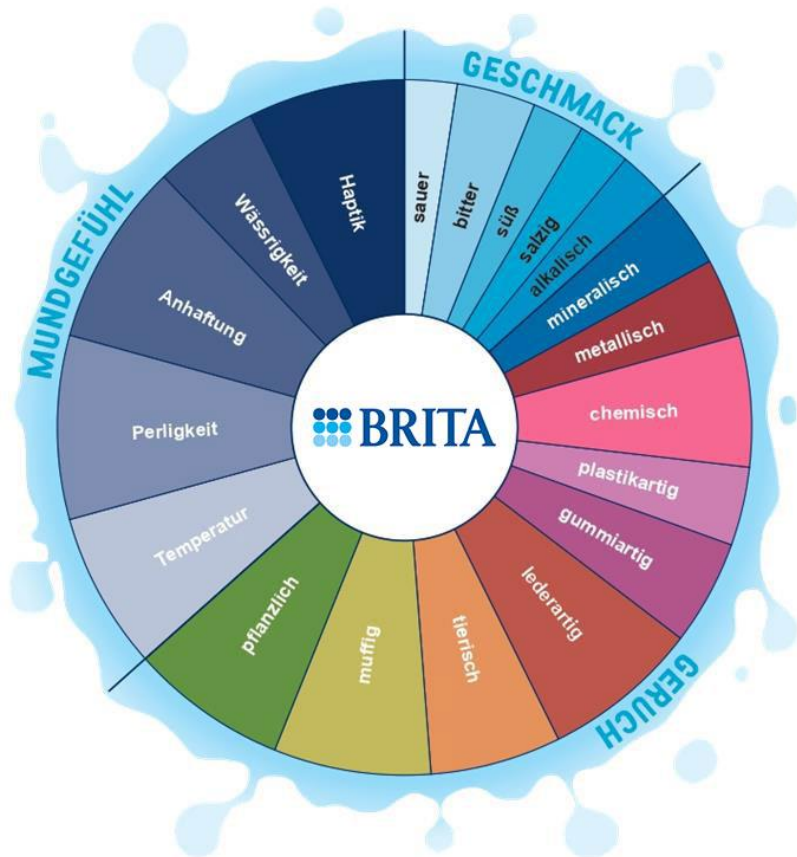 GESCHMACK
sauer
bitter
süß
salzig
alkalisch
mineralisch
metallisch
chemisch
plastikartig
gummiartig
lederartig
tierisch
muffig
pflanzlich
GERUCH
MUNDGEFÜHL
Temperatur
Perligkeit
Anhaftung
Wässrigkeit
Haptik
BRITA